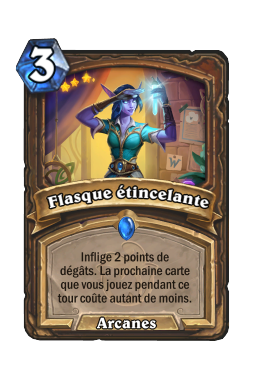 3
Flasque étincelante
Inflige 2 points de
dégâts. La prochaine carte
que vous jouez pendant ce
tour coûte autant de moins.
Arcanes